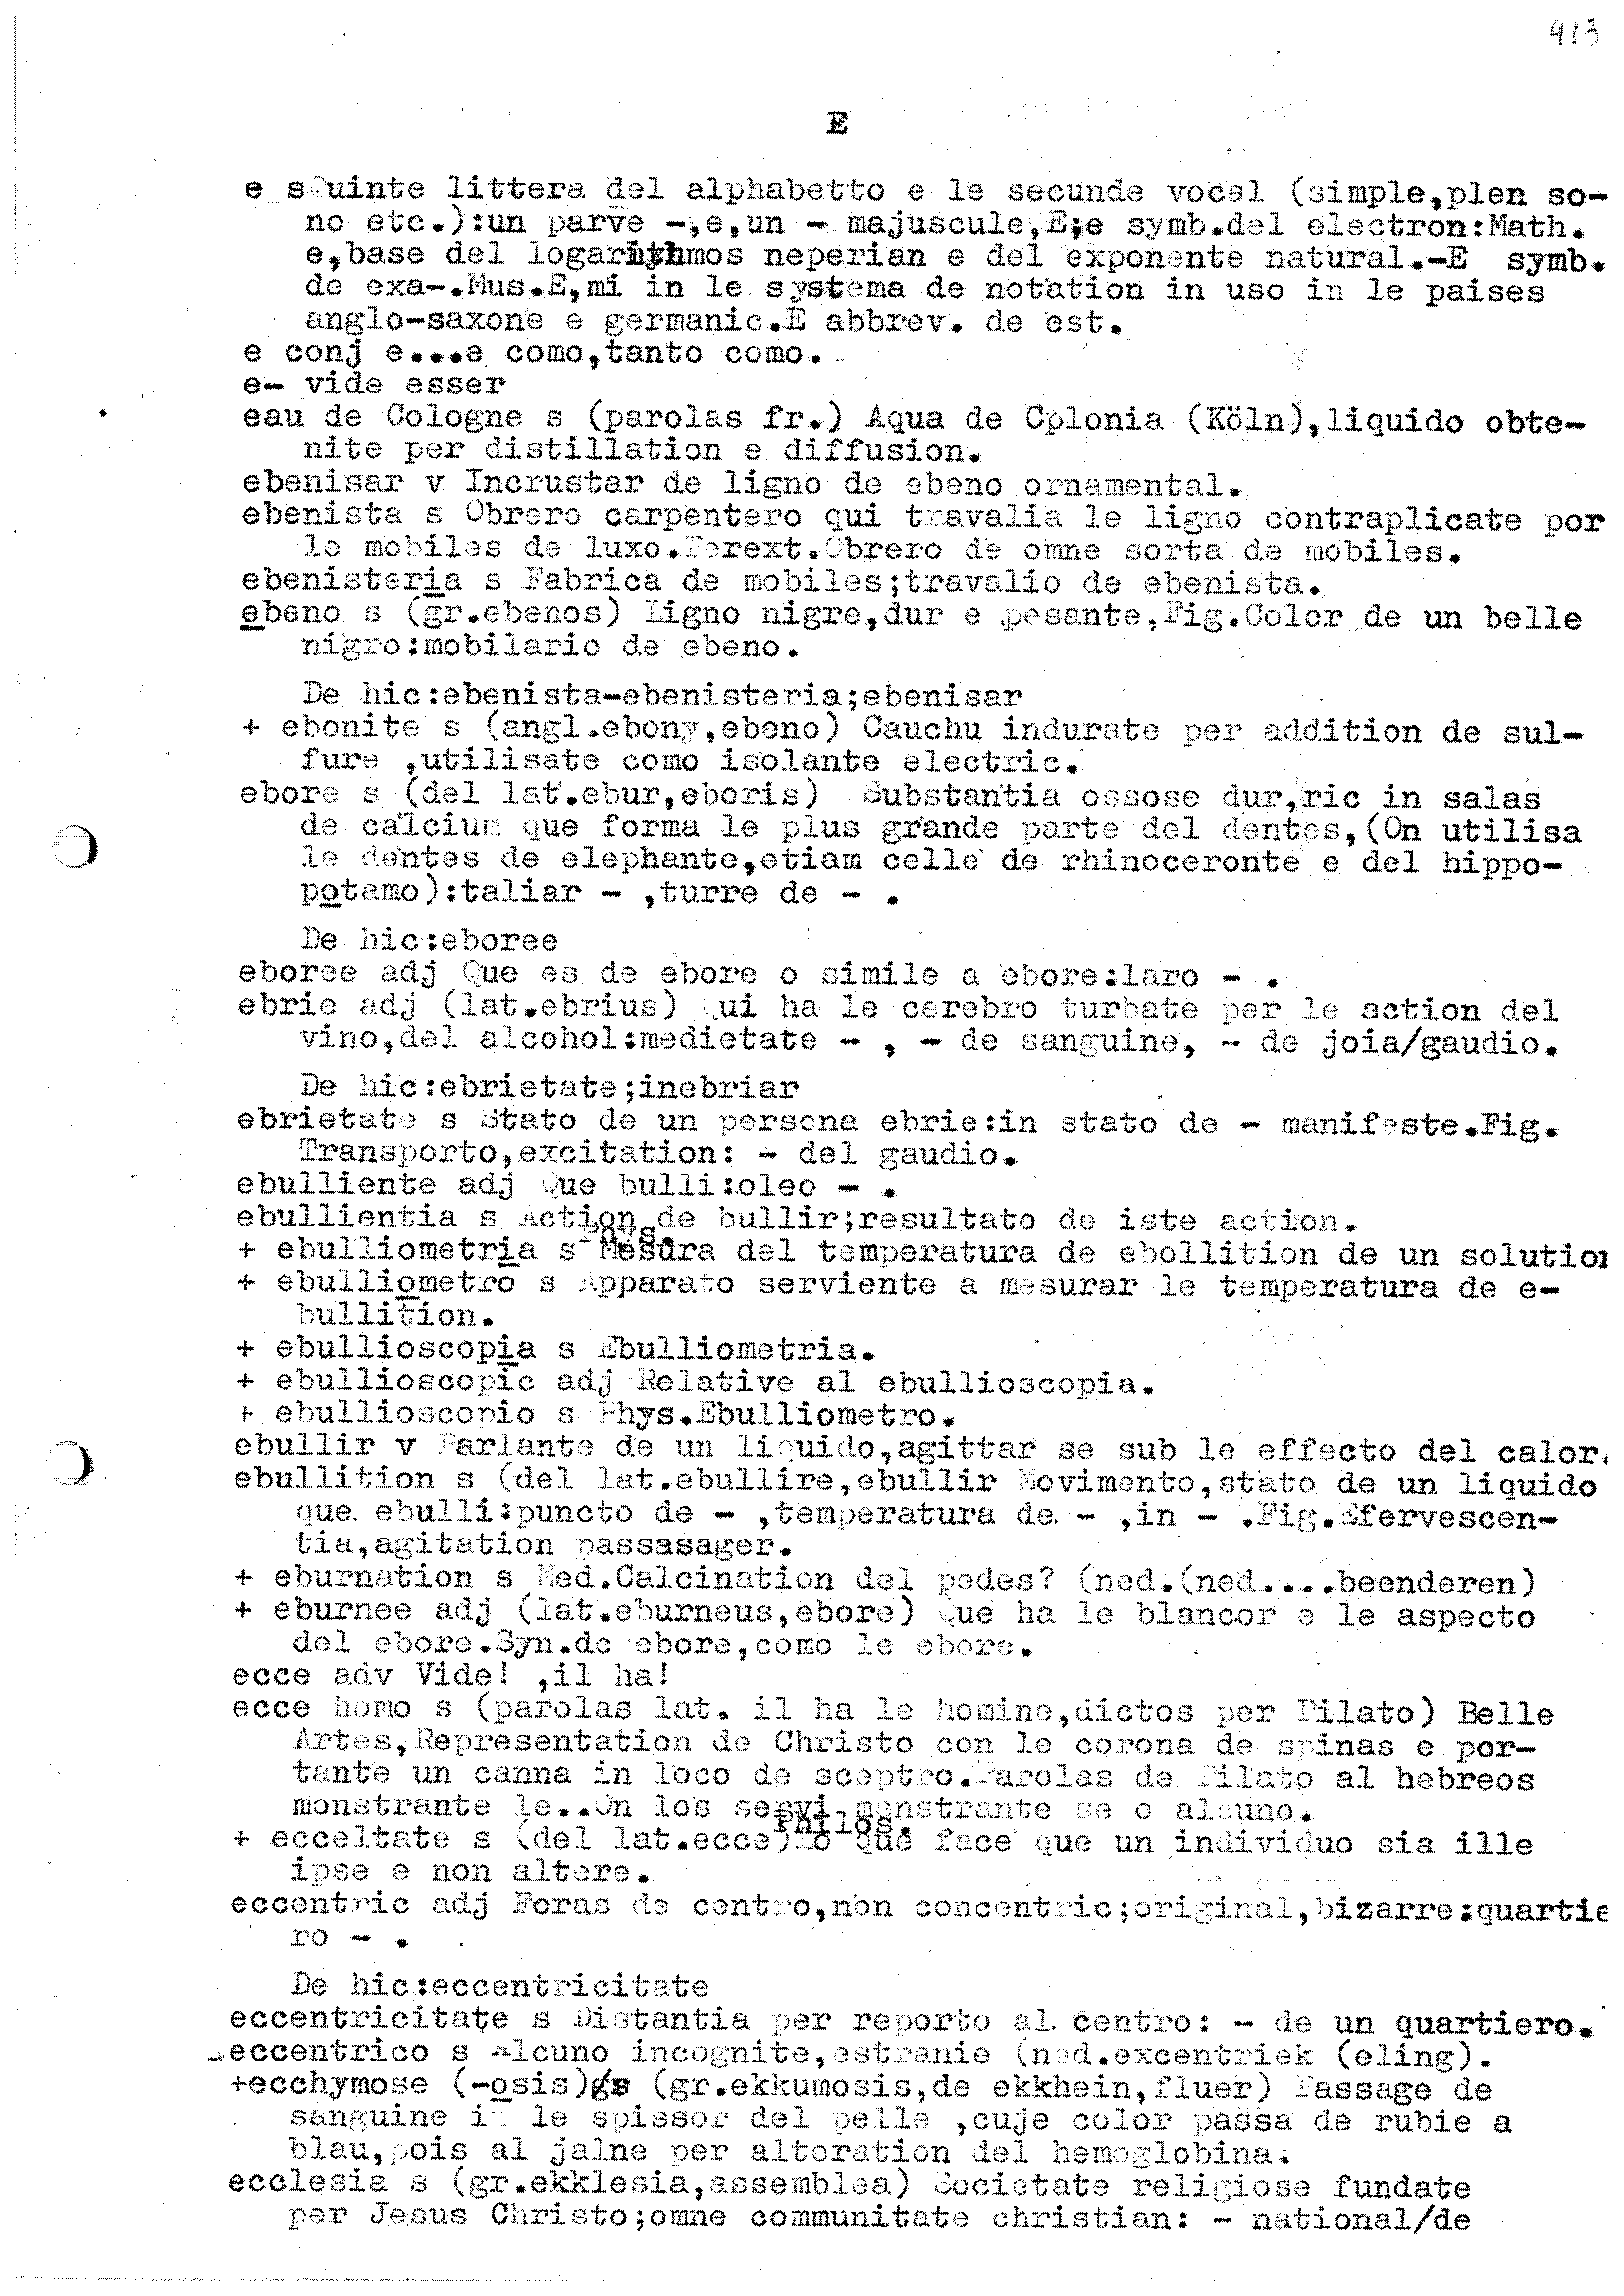 413
E
e s Quinte littera del alphabetto e le secunde vocal (simple,plen so-
no etc.):un parve -,e,un - majuscule,E;e symb.del electron:Math.
e,base del logarithmos neperian e del exponente natural.-E symb.
de exa-.Mus.E,mi in le systema de notation in uso in le paises
anglo-saxone e germanic.E abbrev. de est.
e conj e...e como,tanto como.
e- vide esser
eau de Cologne s (parolas fr.) Aqua de Colonia (Köln),liquido obte-
nite per distillation e diffusion.
ebenisar v Incrustar de ligno de ebeno ornamental.
ebenista s Obrero carpentero qui travalia le ligno contraplicate por
le mobiles de luxo.Perext.Obrero de omne sorta de mobiles.
ebenisteria s Fabrica de mobiles;travalio de ebenista.
ebeno s (gr.ebenos) Ligno nigre,dur e pesante,Fig.Color de un belle
nigro:mobilario de ebeno.
De hic:ebenista-ebenisteria;ebenisar
+ ebonite s (angl.ebony,ebeno) Cauchu indurate per addition de sul-
fure ,utilisate como isolante electric.
ebore s (del lat.ebur,eboris) Substantia ossose dur,ric in salas
de calcium que forma le plus grande parte del dentes,(On utilisa
le dentes de elephante,etiam celle de rhinoceronte e del hippo-
potamo):taliar - ,turre de - .
De hic:eboree
eboree adj Que es de ebore o simile a ebore:laro - .
ebrie adj (lat.ebrius) Qui ha le cerebro turbate per le action del
vino,del alcohol:medietate - , - de sanguine, - de joia/gaudio.
De hic:ebrietate;inebriar
ebrietate s Stato de un persona ebrie:in stato de - manifeste.Fig.
Transporto,excitation: - del gaudio.
ebulliente adj Que bulli:oleo - .
ebullientia s Action de bullir;resultato de iste action.
+ ebulliometria s Phys. Mesura del temperatura de ebollition de un solution
+ ebulliometro s Apparato serviente a mesurar le temperatura de e-
bullition.
+ ebullioscopia s Ebulliometria.
+ ebullioscopic adj Relative al ebullioscopia.
+ ebullioscopio s Phys.Ebulliometro.
ebullir v Parlante de un liquido,agittar se sub le effecto del calor.
ebullition s (del lat.ebullire,ebullir Movimento,stato de un liquido
que ebulli:puncto de - ,temperatura de - ,in - .Fig.Efervescen-
tia,agitation passasager.
+ eburnation s Med.Calcination del pedes? (ned.(ned....beenderen)
+ eburnee adj (lat.eburneus,ebore) Que ha le blancor e le aspecto
del ebore.Syn.de ebore,como le ebore.
ecce adv Vide! ,il ha!
ecce homo s (parolas lat. il ha le homine,dictos per Pilato) Belle
Artes,Representation de Christo con le corona de spinas e por-
tante un canna in loco de sceptro.Parolas de Pilato al hebreos
monstrante le..On los servi monstrante se o alcuno.
+ ecceltate s (del lat.ecce) Philos. Lo que face que un individuo sia ille
ipse e non altere.
eccentric adj Foras de centro,non concentric;original,bizarre:quartie
ro - .
De hic:eccentricitate
eccentricitate s Distantia per reporto al centro: - de un quartiero.
eccentrico s Alcuno incognite,estranie (ned.excentriek (eling).
+ecchymose (-osis) s (gr.ekkumosis,de ekkhein,fluer) Passage de
sanguine in le spissor del pelle ,cuje color passa de rubie a
blau,pois al jalne per alteration del hemoglobina.
ecclesia s (gr.ekklesia,assemblea) Societate religiose fundate
per Jesus Christo;omne communitate christian: - national/de